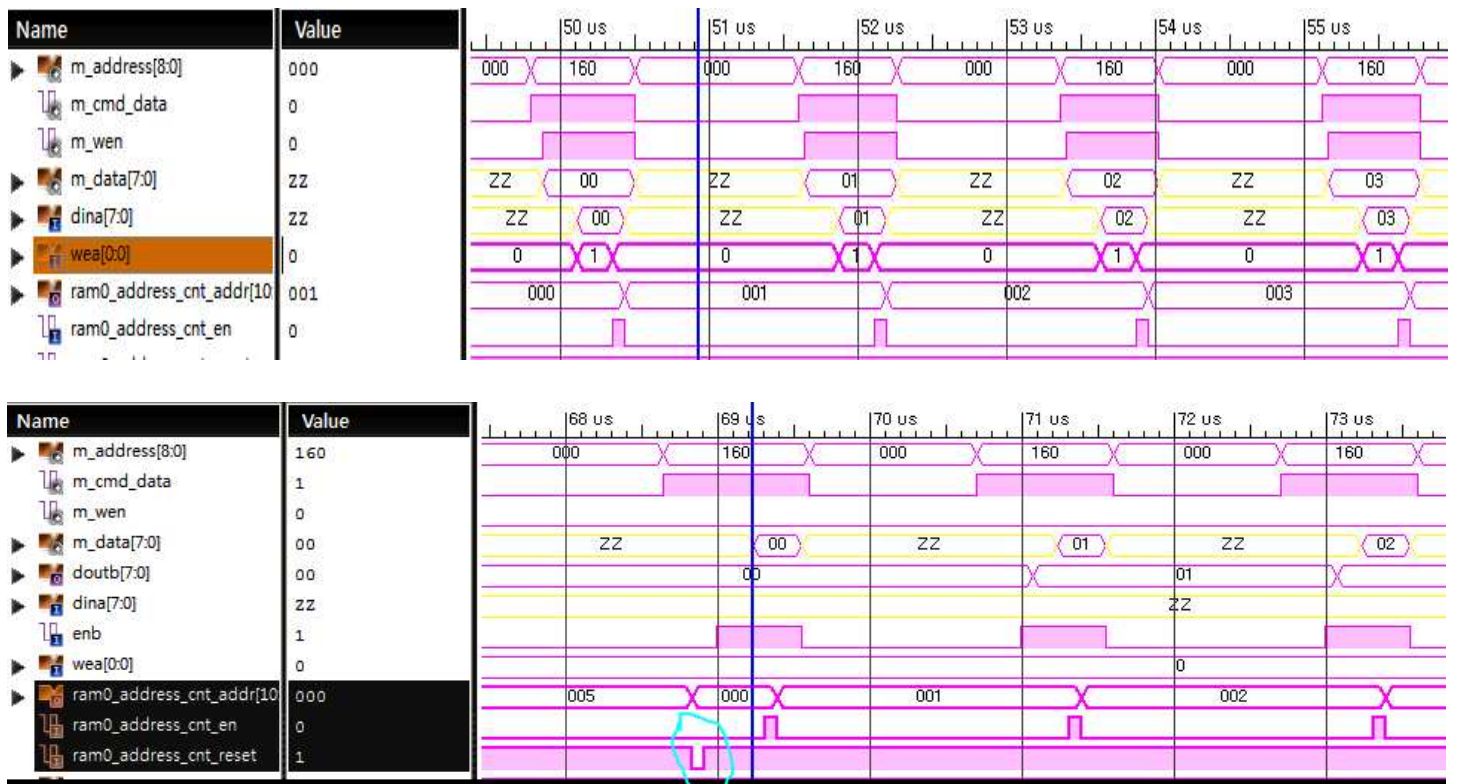 Name Value 50 us 51 us 52 us 53 us 54 us 55 us
m_address[8:0] 000 000 160 000 160 000 160 000 160
m_cmd_data 0
m_wen 0
m_data[7:0] ZZ ZZ 00 ZZ 01 ZZ 02 ZZ 03
dina[7:0] ZZ ZZ 00 ZZ 01 ZZ 02 ZZ 03
wea[0:0] 0 0 1 0 1 0 1 0 1
ram0_address_cnt_addr[10: 001 000 001 002 003
ram0_address_cnt_en 0
Name Value 68 us 69 us 70 us 71 us 72 us 73 us
m_address[8:0] 160 000 160 000 160 000 160
m_cmd_data 1
m_wen 0
m_data[7:0] 00 ZZ 00 ZZ 01 ZZ 02
doutb[7:0] 00 00 01
dina[7:0] ZZ ZZ
enb 1
wea[0:0] 0 0
ram0_address_cnt_addr[10: 000 005 000 001 002
ram0_address_cnt_en 0
ram0_address_cnt_reset 1